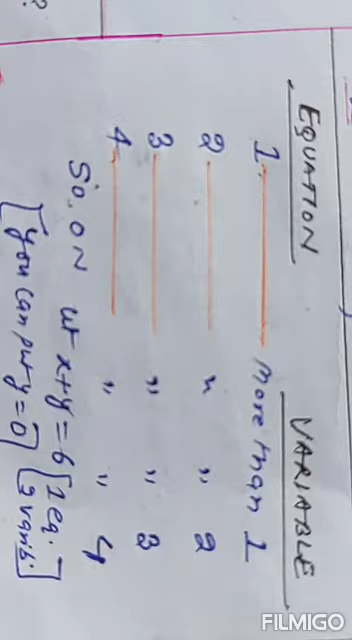 EQUATION VARIABLE
1 more than 1
2 " " 2
3 " " 3
4 " " 4
So, ON let x+y=6 [1 eq. 2 varib.]
[you can put y=0]
FILMIGO